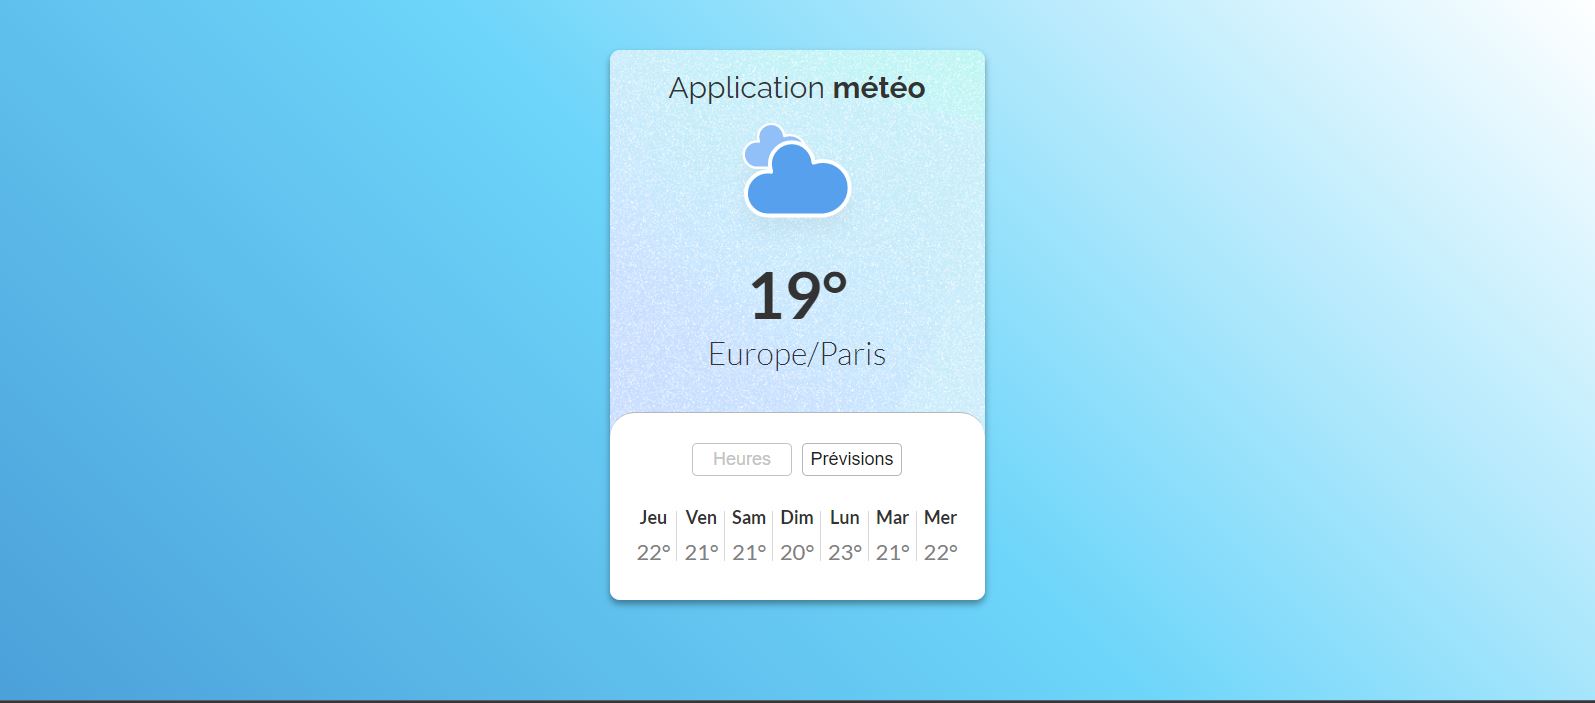 Application météo
19°
Europe/Paris
Heures Prévisions
Jeu Ven Sam Dim Lun Mar Mer
22° 21° 21° 20° 23° 21° 22°